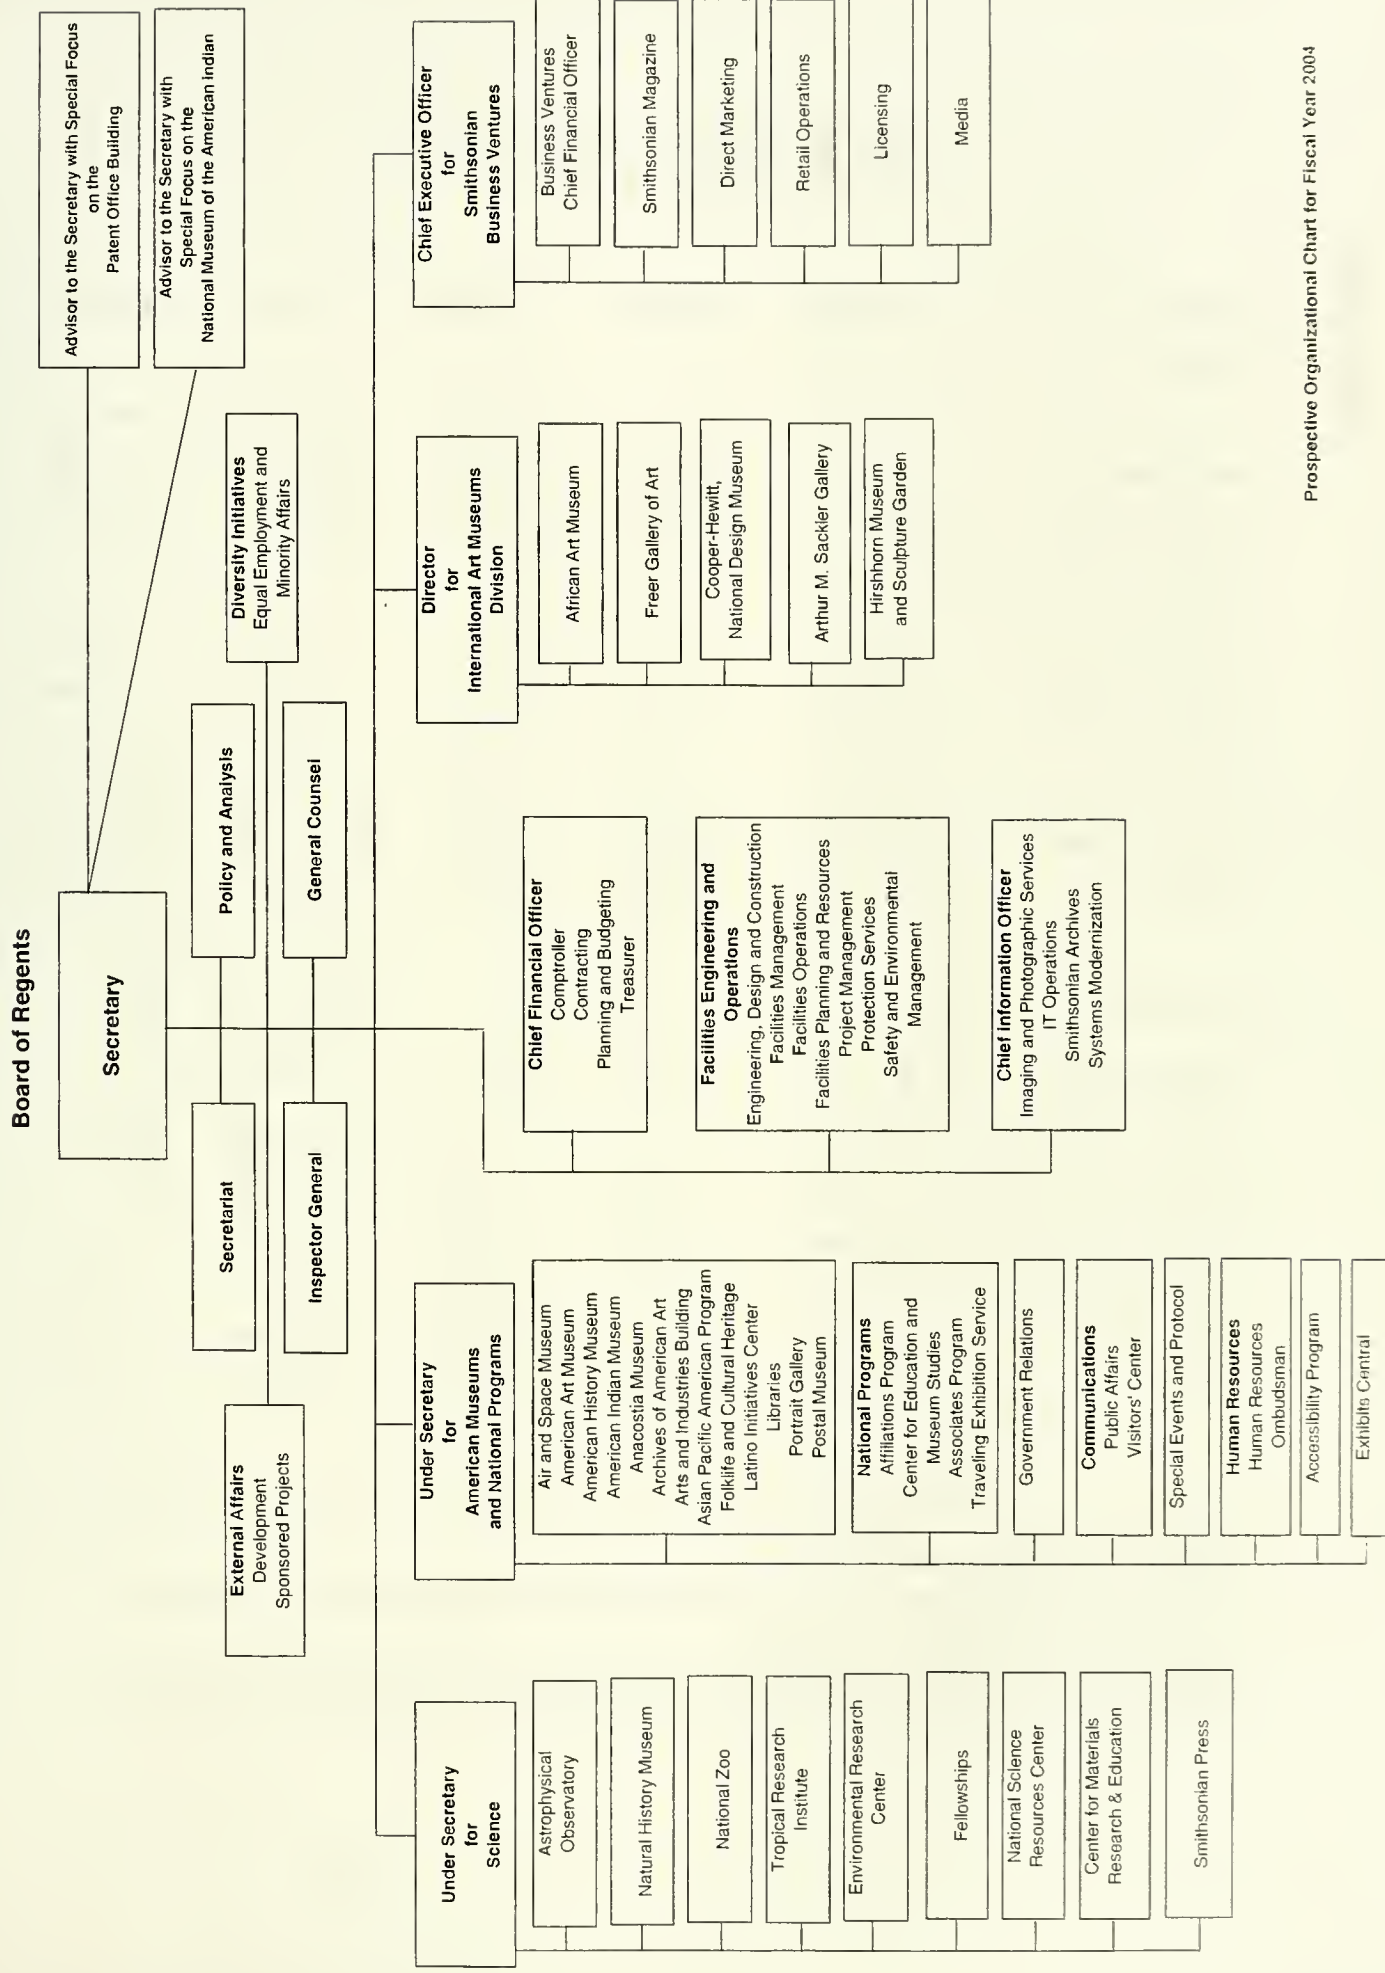 Board of Regents
Secretary
Advisor to the Secretary with Special Focus
on the
Patent Office Building
Advisor to the Secretary with
Special Focus on the
National Museum of the American Indian
Secretariat
Policy and Analysis
External Affairs
Development
Sponsored Projects
Diversity Initiatives
Equal Employment and
Minority Affairs
Inspector General
General Counsel
Under Secretary
for
Science
Astrophysical
Observatory
Natural History Museum
National Zoo
Tropical Research
Institute
Environmental Research
Center
Fellowships
National Science
Resources Center
Center for Materials
Research & Education
Smithsonian Press
Under Secretary
for
American Museums
and National Programs
Air and Space Museum
American Art Museum
American History Museum
American Indian Museum
Anacostia Museum
Archives of American Art
Arts and Industries Building
Asian Pacific American Program
Folklife and Cultural Heritage
Latino Initiatives Center
Libraries
Portrait Gallery
Postal Museum
National Programs
Affiliations Program
Center for Education and
Museum Studies
Associates Program
Traveling Exhibition Service
Government Relations
Communications
Public Affairs
Visitors' Center
Special Events and Protocol
Human Resources
Human Resources
Ombudsman
Accessibility Program
Exhibits Central
Chief Financial Officer
Comptroller
Contracting
Planning and Budgeting
Treasurer
Facilities Engineering and
Operations
Engineering, Design and Construction
Facilities Management
Facilities Operations
Facilities Planning and Resources
Project Management
Protection Services
Safety and Environmental
Management
Chief Information Officer
Imaging and Photographic Services
IT Operations
Smithsonian Archives
Systems Modernization
Director
for
International Art Museums
Division
African Art Museum
Freer Gallery of Art
Cooper-Hewitt,
National Design Museum
Arthur M. Sackler Gallery
Hirshhorn Museum
and Sculpture Garden
Chief Executive Officer
for
Smithsonian
Business Ventures
Business Ventures
Chief Financial Officer
Smithsonian Magazine
Direct Marketing
Retail Operations
Licensing
Media
Prospective Organizational Chart for Fiscal Year 2004